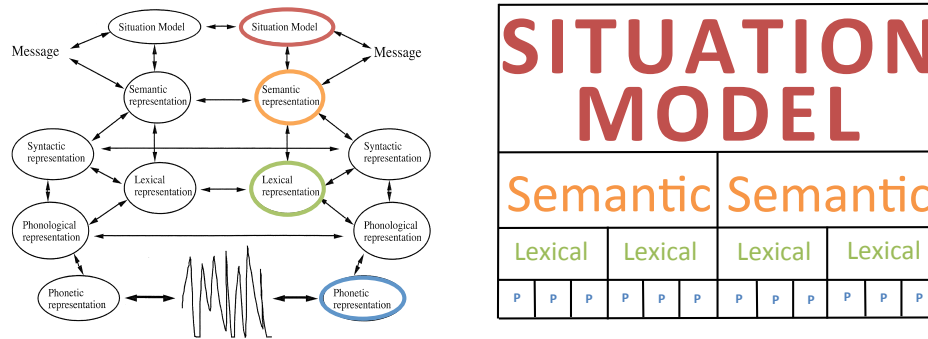 Situation Model
Situation Model
Message
Message
Semantic
representation
Semantic
representation
Syntactic
representation
Syntactic
representation
Lexical
representation
Lexical
representation
Phonological
representation
Phonological
representation
Phonetic
representation
Phonetic
representation
SITUATION
MODEL
Semantic
Semantic
Lexical
Lexical
Lexical
Lexical
P
P
P
P
P
P
P
P
P
P
P
P